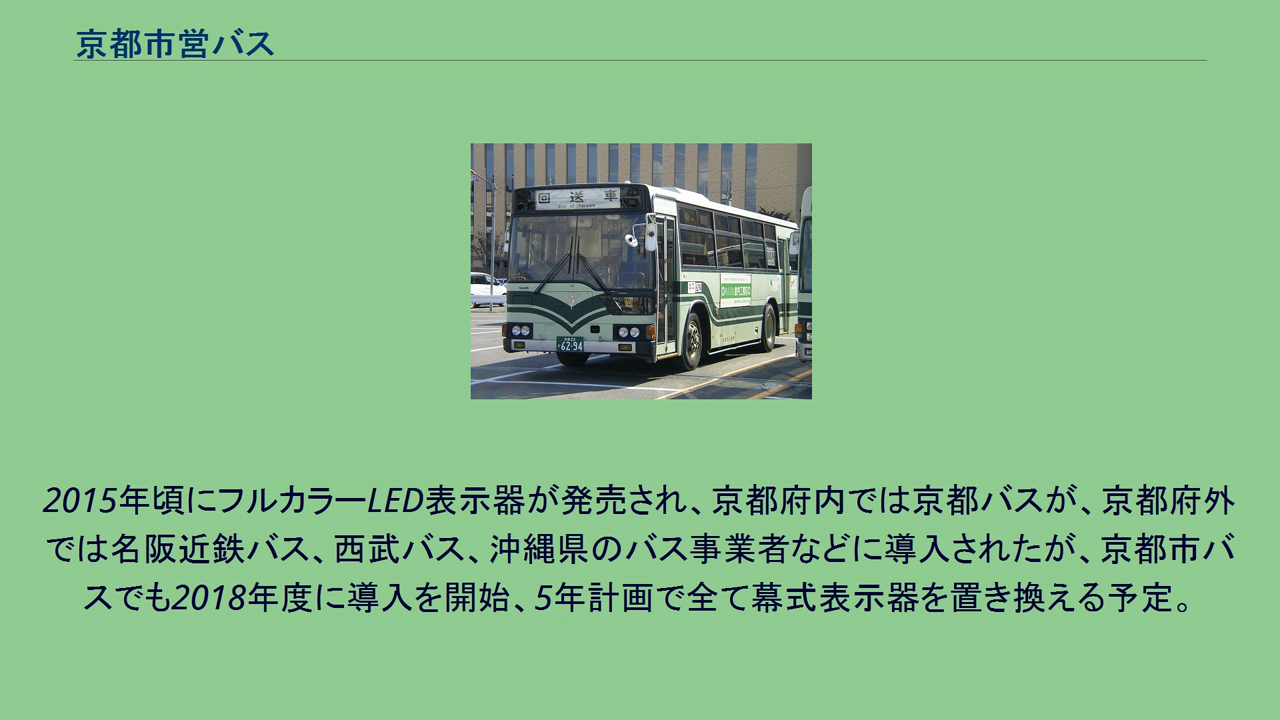 京都市営バス
回送車
Out of Service
6294
2015年頃にフルカラーLED表示器が発売され、京都府内では京都バスが、京都府外
では名阪近鉄バス、西武バス、沖縄県のバス事業者などに導入されたが、京都市バ
スでも2018年度に導入を開始、5年計画で全て幕式表示器を置き換える予定。